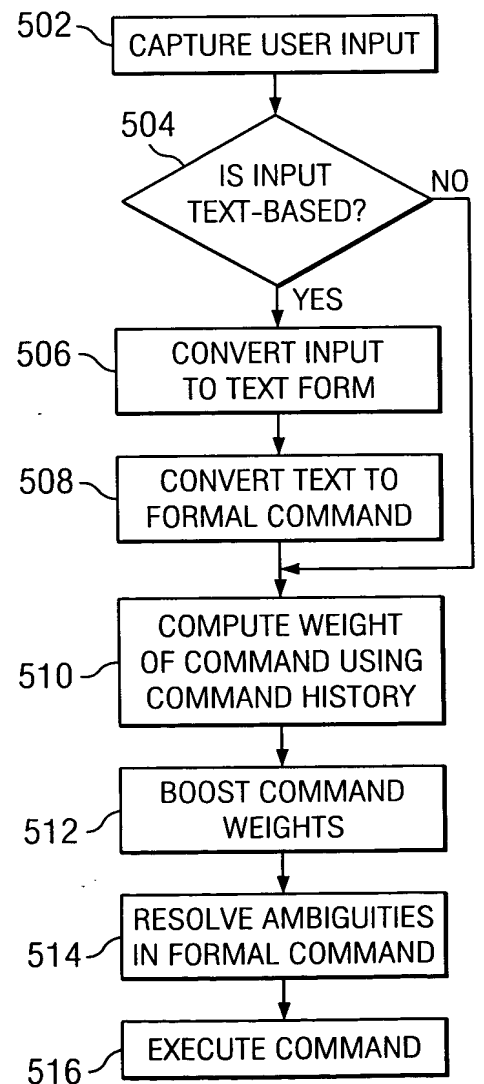 502
CAPTURE USER INPUT
504
IS INPUT
TEXT-BASED?
NO
YES
506
CONVERT INPUT
TO TEXT FORM
508
CONVERT TEXT TO
FORMAL COMMAND
510
COMPUTE WEIGHT
OF COMMAND USING
COMMAND HISTORY
512
BOOST COMMAND
WEIGHTS
514
RESOLVE AMBIGUITIES
IN FORMAL COMMAND
516
EXECUTE COMMAND